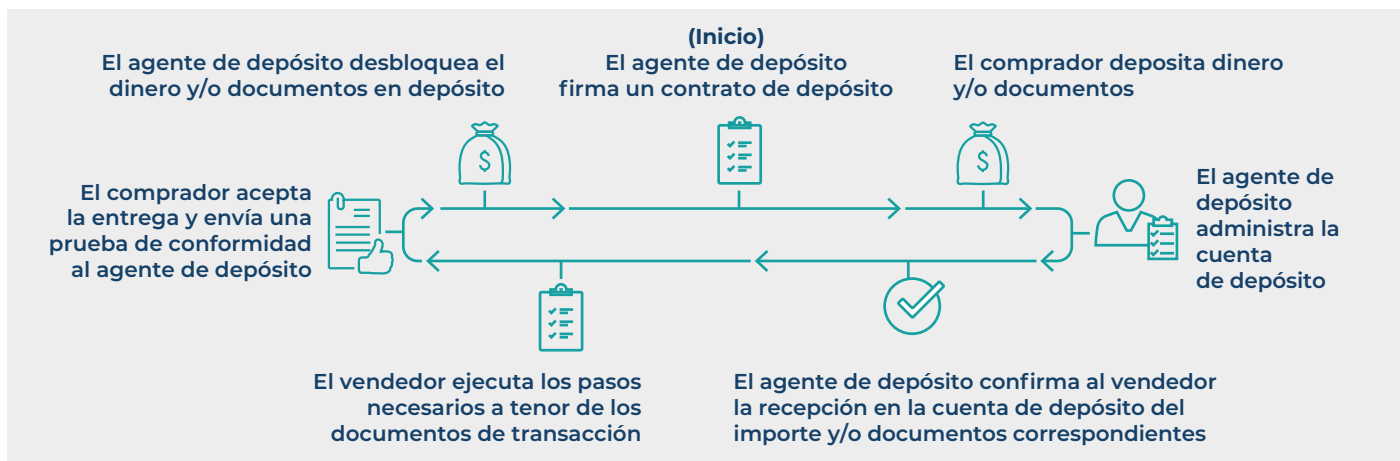 (Inicio)
El agente de depósito
firma un contrato de depósito
El comprador deposita dinero
y/o documentos
El agente de
depósito
administra la
cuenta
de depósito
El agente de depósito confirma al vendedor
la recepción en la cuenta de depósito del
importe y/o documentos correspondientes
El vendedor ejecuta los pasos
necesarios a tenor de los
documentos de transacción
El comprador acepta
la entrega y envía una
prueba de conformidad
al agente de depósito
El agente de depósito desbloquea el
dinero y/o documentos en depósito
$
$